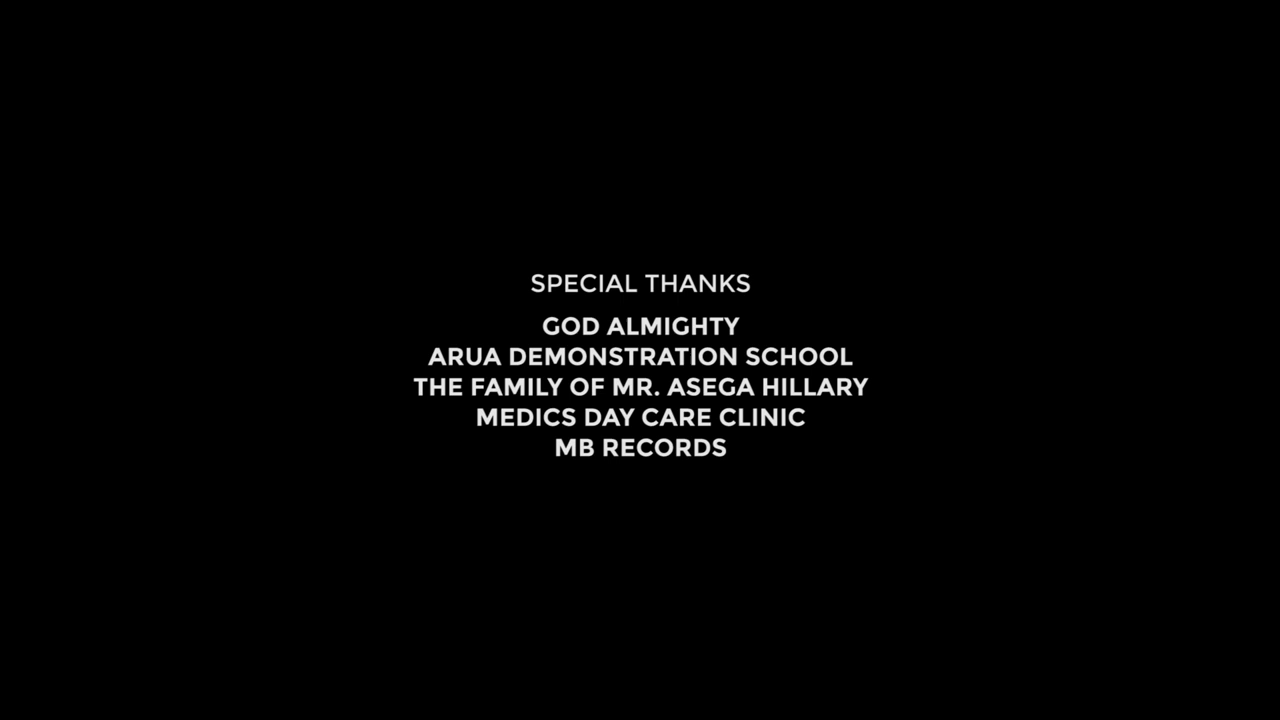 SPECIAL THANKS
GOD ALMIGHTY
ARUA DEMONSTRATION SCHOOL
THE FAMILY OF MR. ASEGA HILLARY
MEDICS DAY CARE CLINIC
MB RECORDS